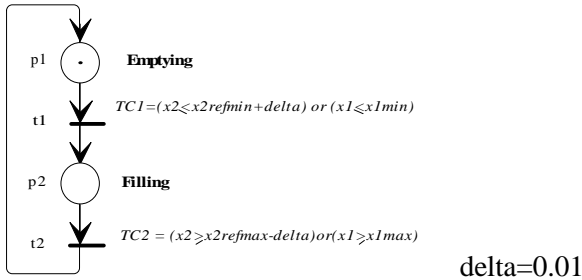 p1 Emptying
t1 TC1=(x2⩽x2refmin+delta) or (x1⩽x1min)
p2 Filling
t2 TC2 = (x2⩾x2refmax-delta)or(x1⩾x1max)
delta=0.01